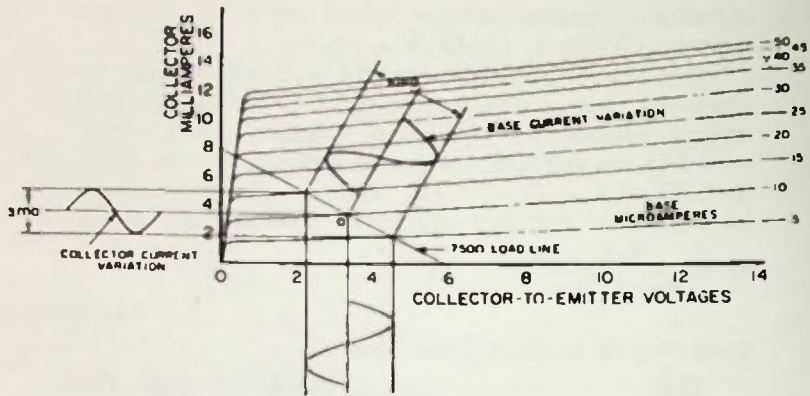 COLLECTOR
MILLIAMPERES
16
14
12
10
8
6
4
2
0
2
4
6
8
10
12
14
COLLECTOR-TO-EMITTER VOLTAGES
50
45
40
35
30
25
20
15
10
5
BASE CURRENT VARIATION
BASE
MICROAMPERES
750Ω LOAD LINE
O
3 ma
COLLECTOR CURRENT
VARIATION